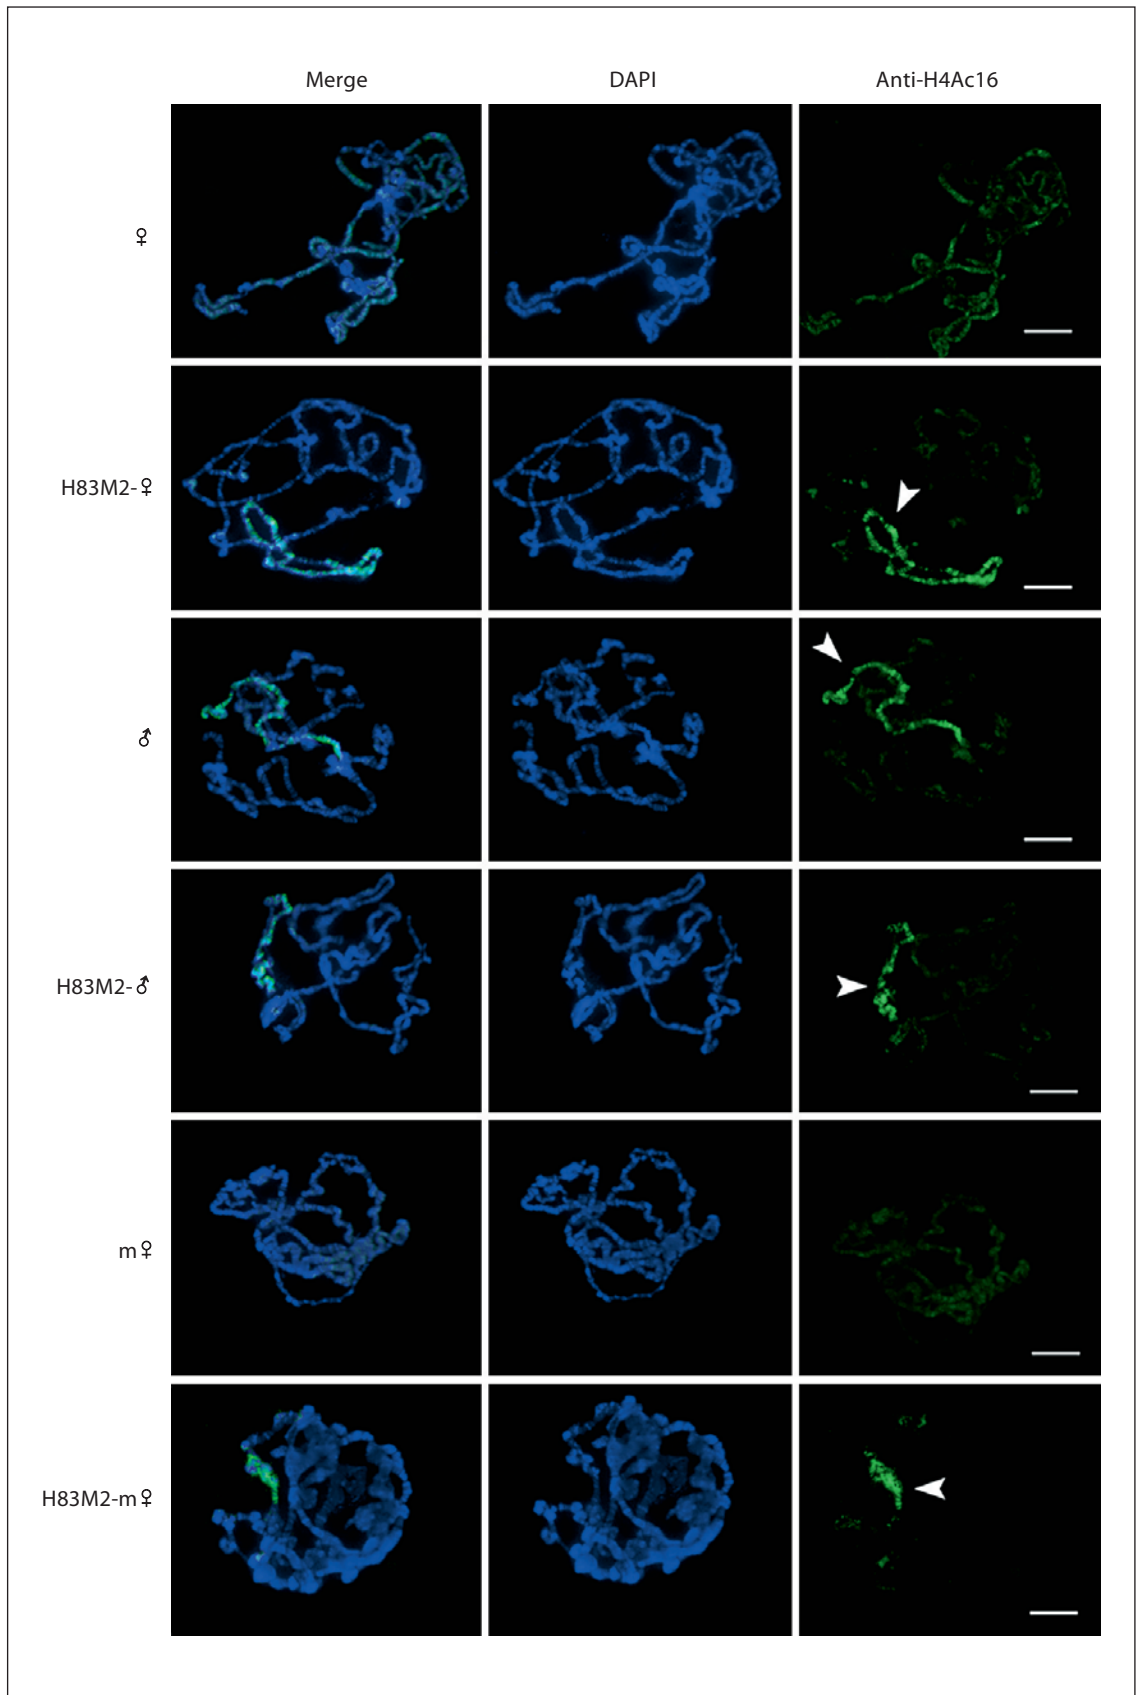 Merge DAPI Anti-H4Ac16
♀
H83M2-♀
♂
H83M2-♂
m♀
H83M2-m♀